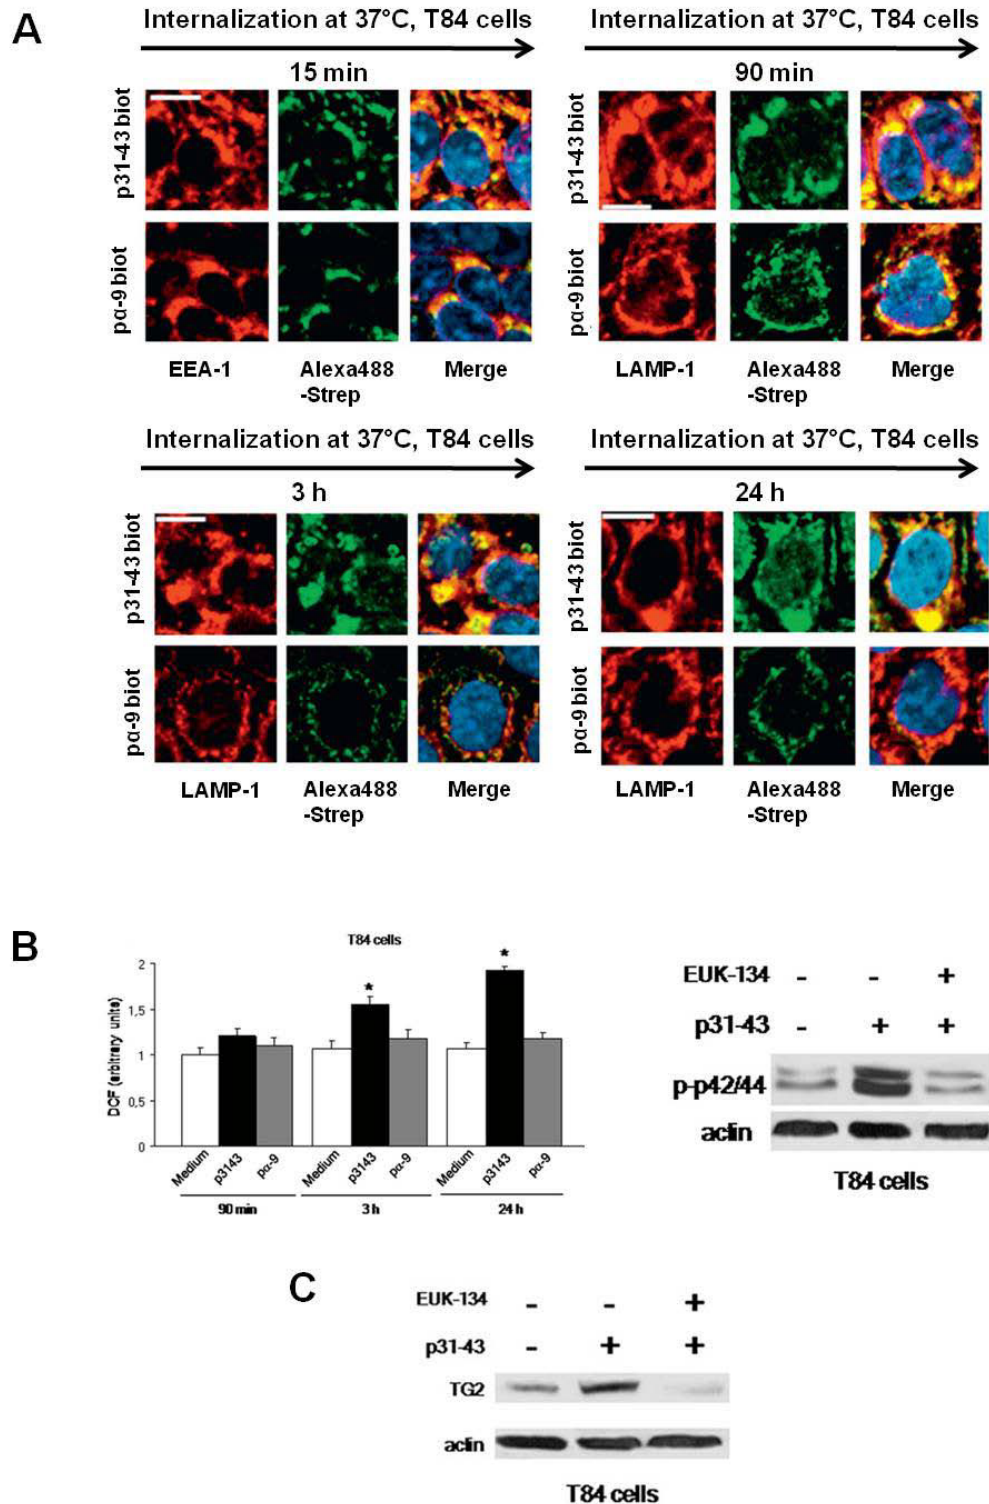 A
Internalization at 37°C, T84 cells
15 min
p31-43 biot
pα-9 biot
EEA-1 Alexa488 Merge
-Strep
Internalization at 37°C, T84 cells
90 min
p31-43 biot
pα-9 biot
LAMP-1 Alexa488 Merge
-Strep
Internalization at 37°C, T84 cells
3 h
p31-43 biot
pα-9 biot
LAMP-1 Alexa488 Merge
-Strep
Internalization at 37°C, T84 cells
24 h
p31-43 biot
pα-9 biot
LAMP-1 Alexa488 Merge
-Strep
B
T84 cells
DCF (arbitrary units)
2
1,5
1
0,5
0
Medium p3143 pα-9 Medium p3143 pα-9 Medium p3143 pα-9
90 min 3 h 24 h
* *
EUK-134 - - +
p31-43 - + +
p-p42/44
actin
T84 cells
C
EUK-134 - - +
p31-43 - + +
TG2
actin
T84 cells